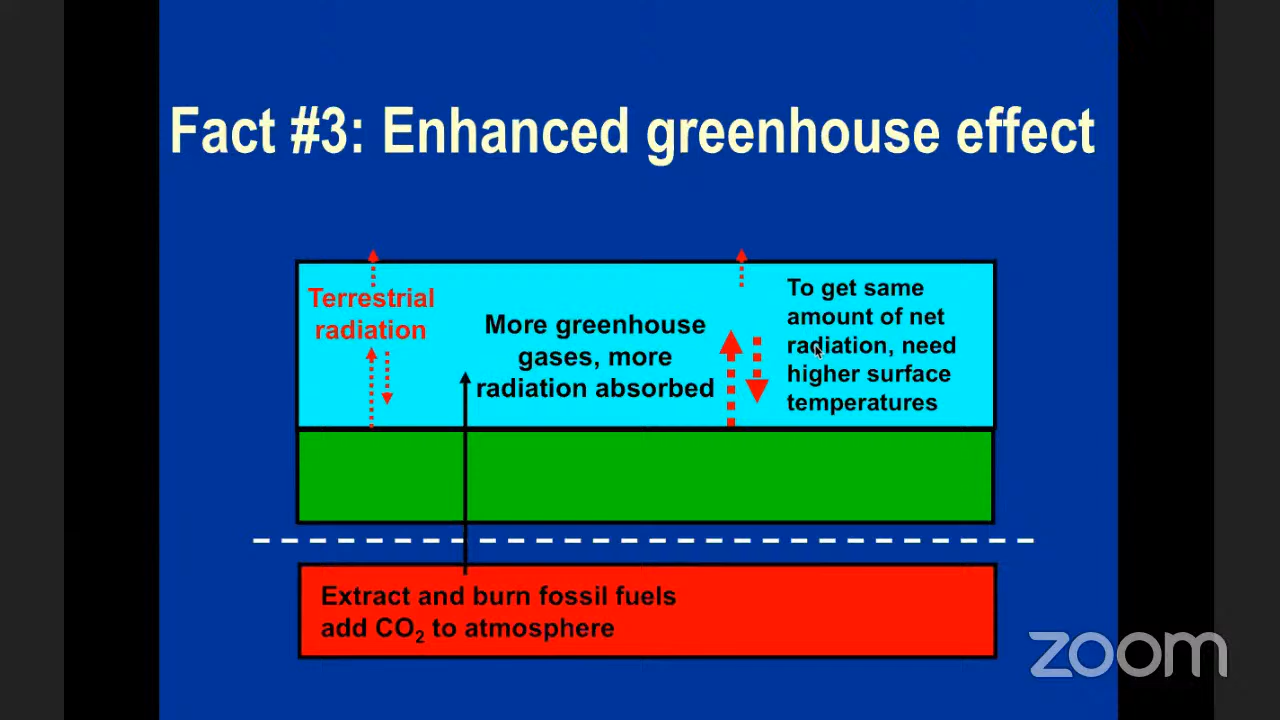 Fact #3: Enhanced greenhouse effect
Terrestrial
radiation
More greenhouse
gases, more
radiation absorbed
To get same
amount of net
radiation, need
higher surface
temperatures
Extract and burn fossil fuels
add CO₂ to atmosphere
zoom